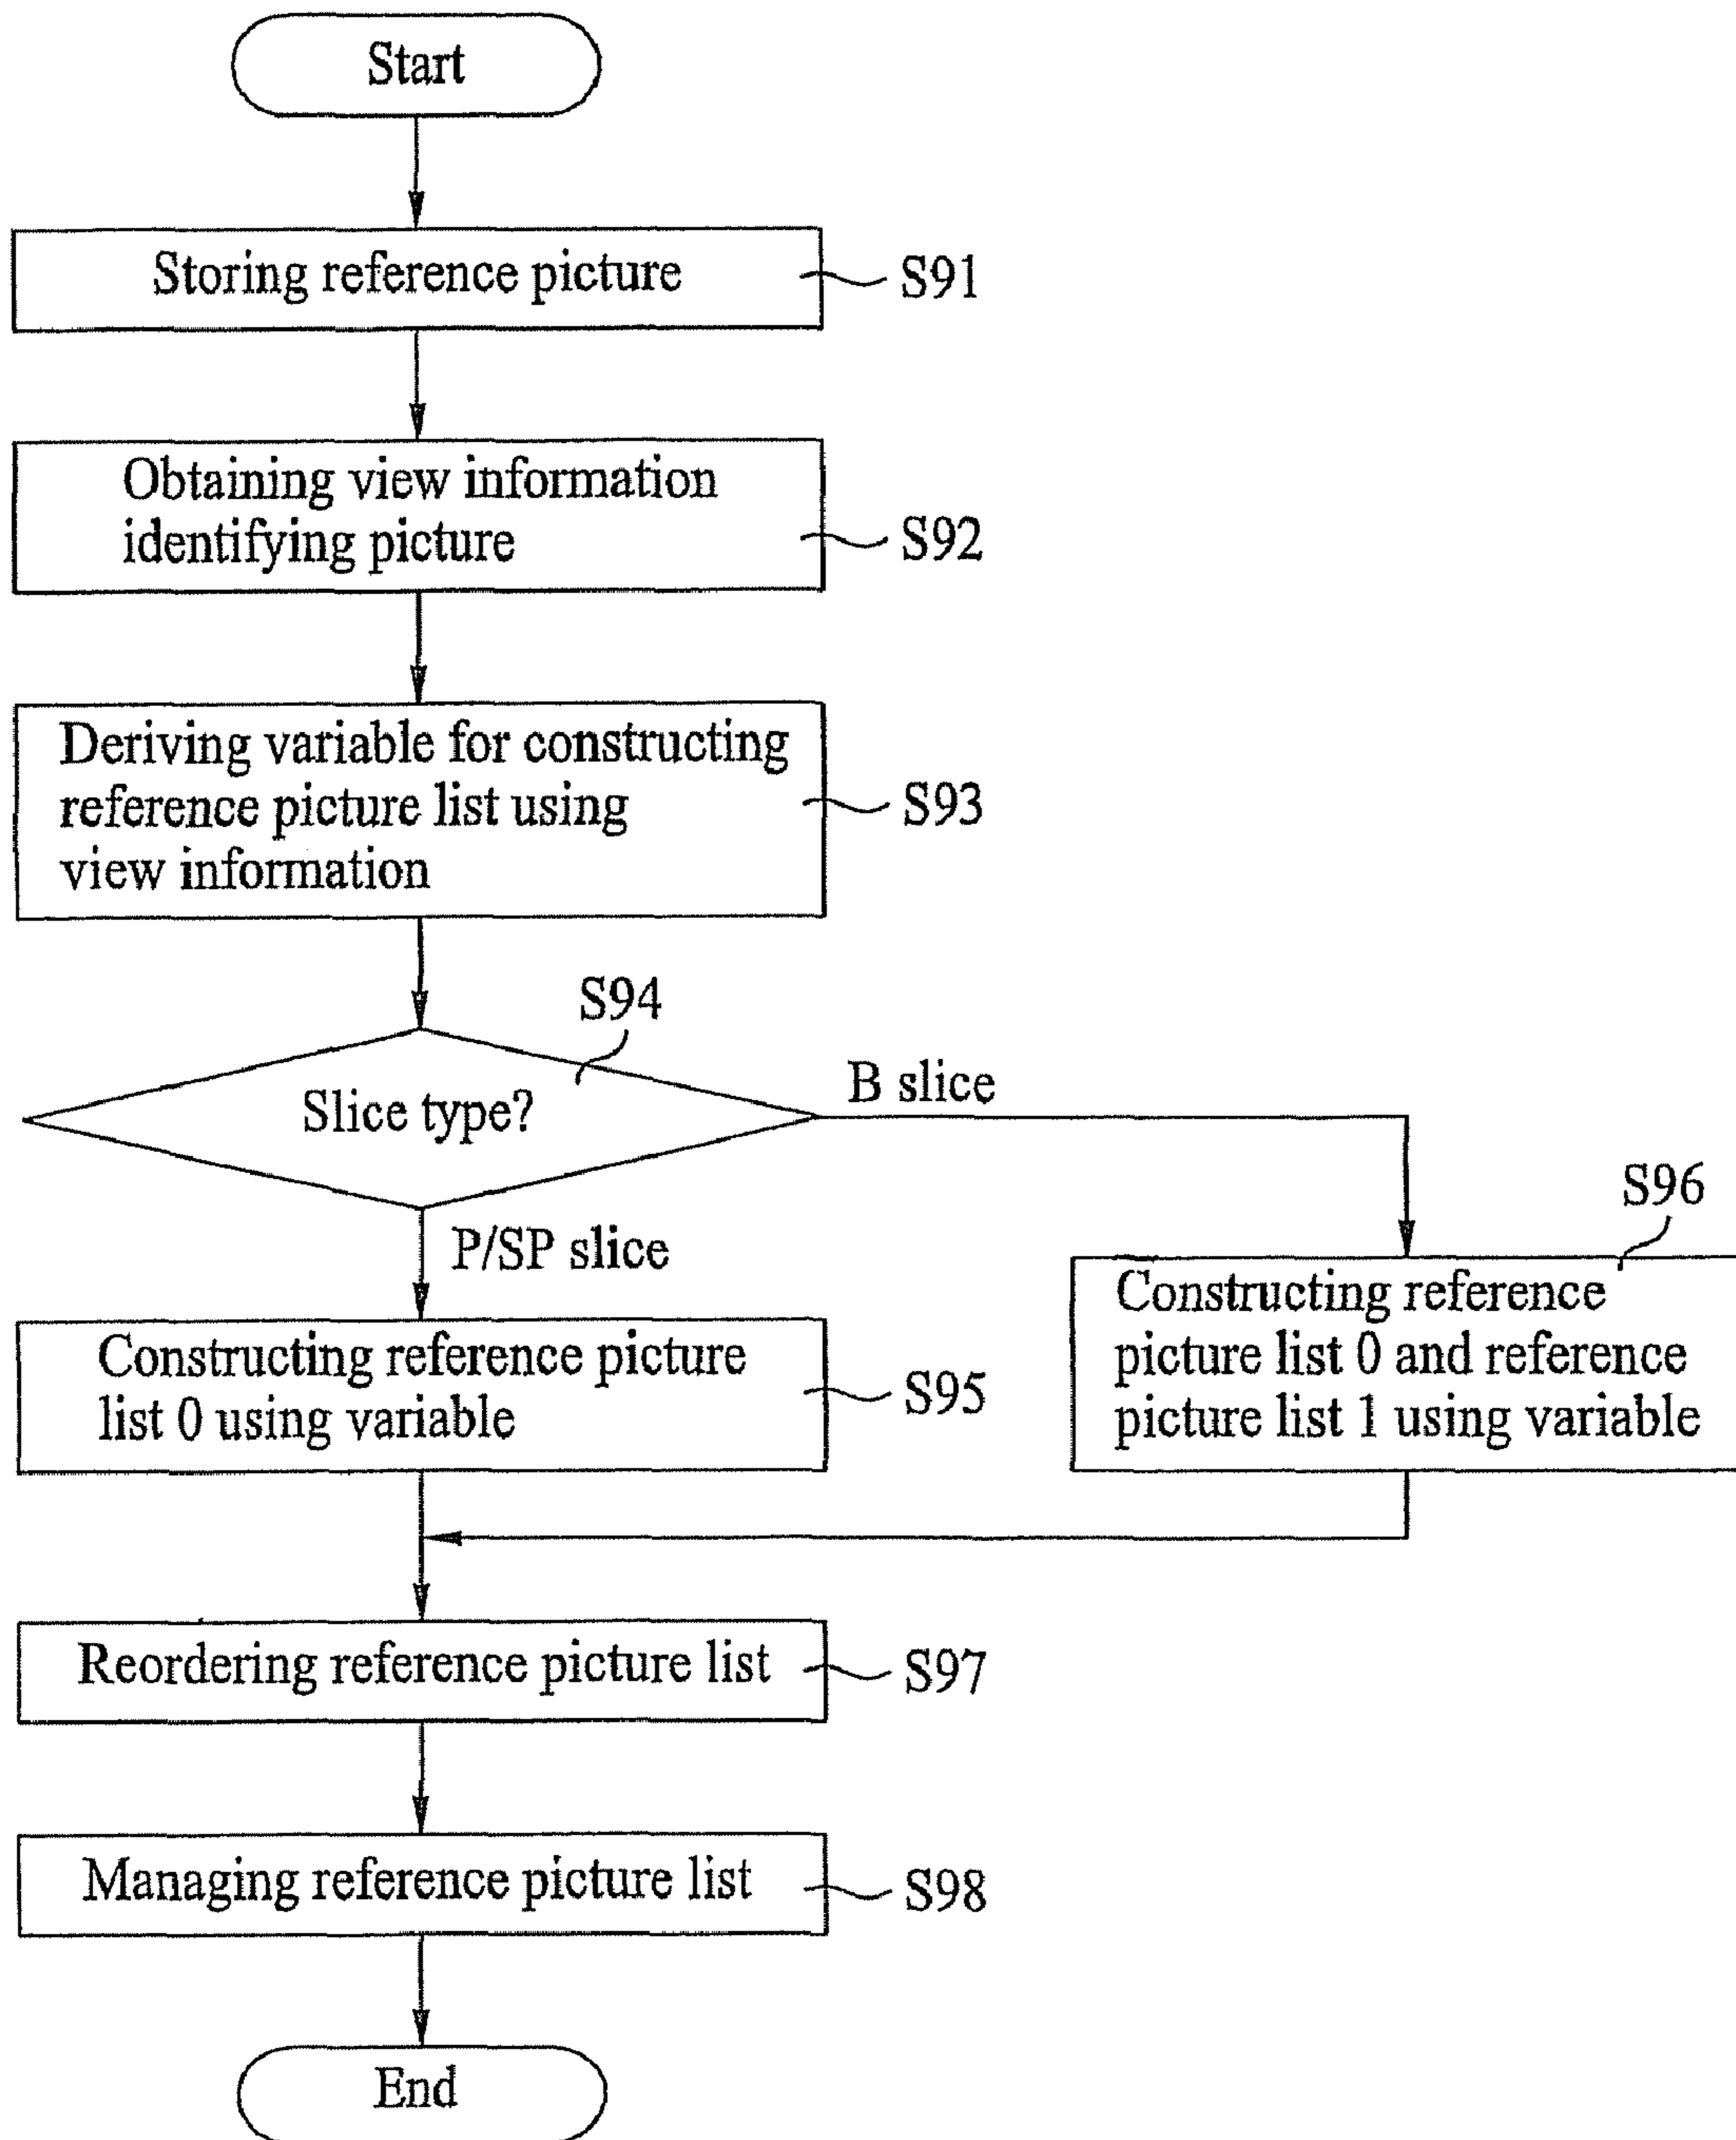 Start
Storing reference picture
S91
Obtaining view information
identifying picture
S92
Deriving variable for constructing
reference picture list using
view information
S93
S94
Slice type?
B slice
P/SP slice
Constructing reference picture
list 0 using variable
S95
S96
Constructing reference
picture list 0 and reference
picture list 1 using variable
Reordering reference picture list
S97
Managing reference picture list
S98
End